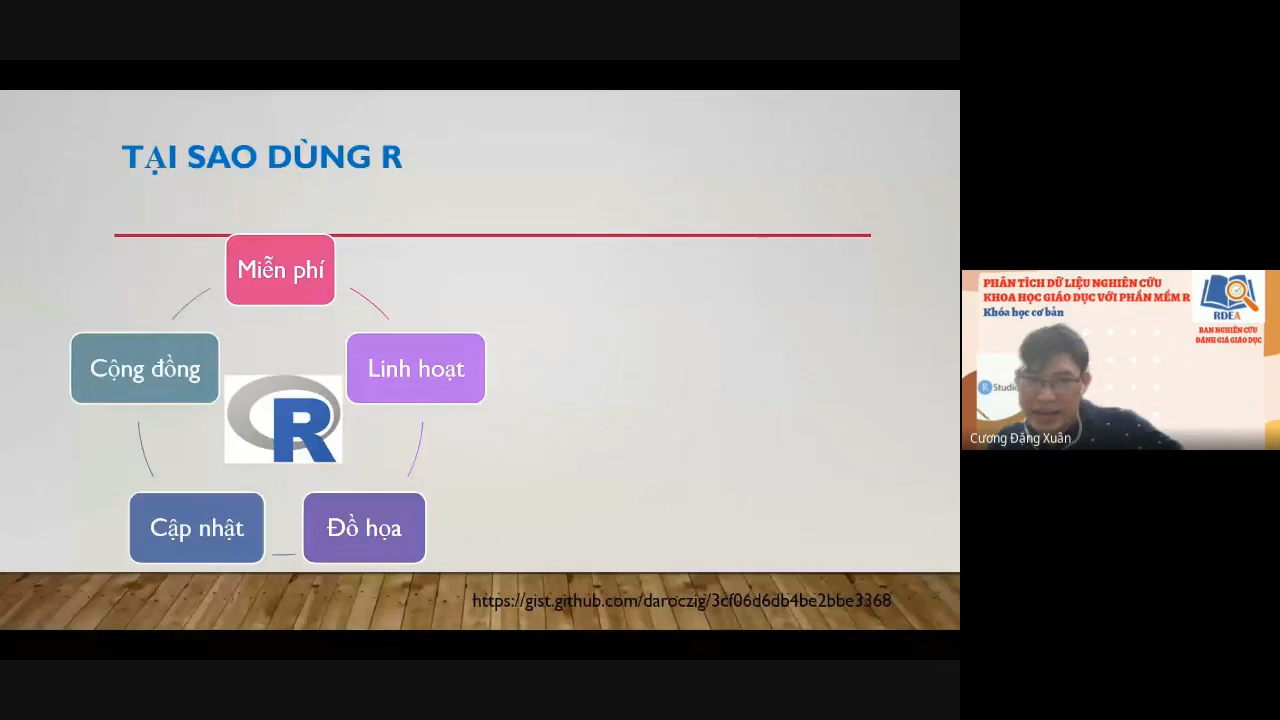 TẠI SAO DÙNG R
Miễn phí
Cộng đồng
Linh hoạt
R
Cập nhật
Đồ họa
https://gist.github.com/daroczig/3cf06d6db4be2bbe3368
PHÂN TÍCH DỮ LIỆU NGHIÊN CỨU
KHOA HỌC GIÁO DỤC VỚI PHẦN MỀM R
Khóa học cơ bản
RDEA
BAN NGHIÊN CỨU
ĐÁNH GIÁ GIÁO DỤC
R Studio
Cương Đặng Xuân